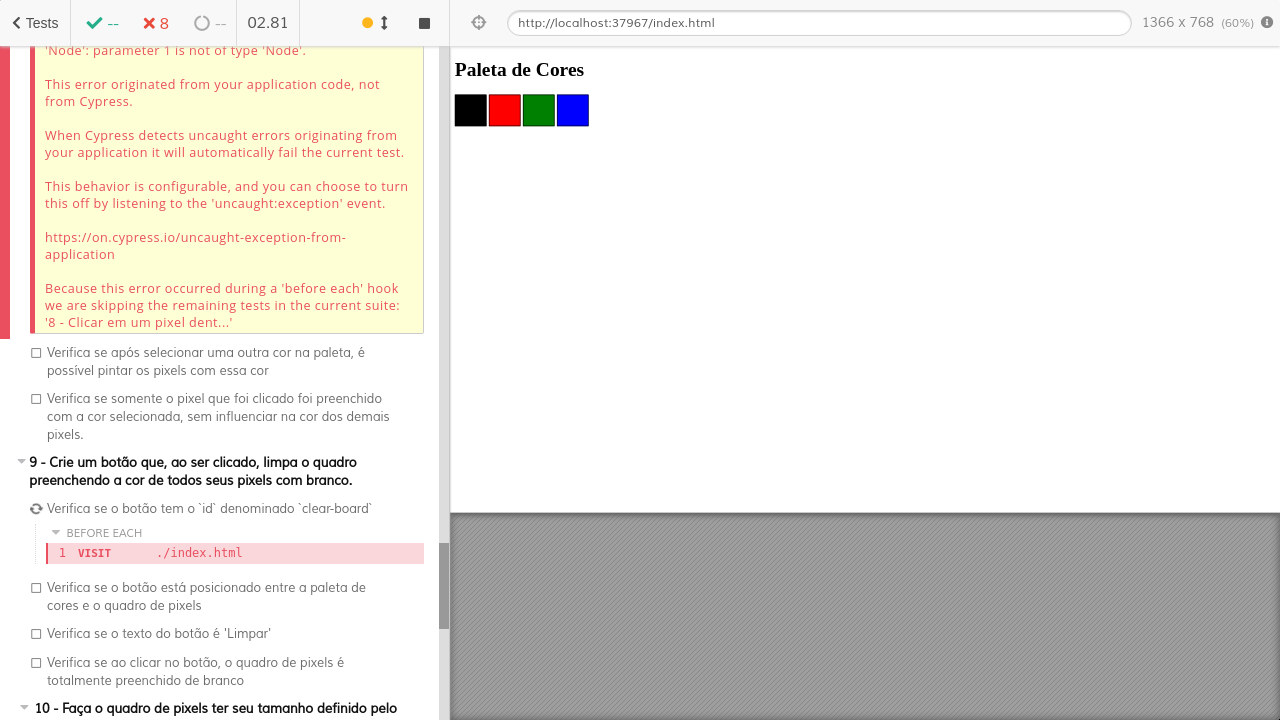 Tests
--
8
--
02.81
http://localhost:37967/index.html
1366 x 768 (60%)
'Node': parameter 1 is not of type 'Node'.
This error originated from your application code, not
from Cypress.
When Cypress detects uncaught errors originating from
your application it will automatically fail the current test.
This behavior is configurable, and you can choose to turn
this off by listening to the 'uncaught:exception' event.
https://on.cypress.io/uncaught-exception-from-
application
Because this error occurred during a 'before each' hook
we are skipping the remaining tests in the current suite:
'8 - Clicar em um pixel dent...'
Verifica se após selecionar uma outra cor na paleta, é
possível pintar os pixels com essa cor
Verifica se somente o pixel que foi clicado foi preenchido
com a cor selecionada, sem influenciar na cor dos demais
pixels.
9 - Crie um botão que, ao ser clicado, limpa o quadro
preenchendo a cor de todos seus pixels com branco.
Verifica se o botão tem o `id` denominado `clear-board`
BEFORE EACH
1 VISIT ./index.html
Verifica se o botão está posicionado entre a paleta de
cores e o quadro de pixels
Verifica se o texto do botão é 'Limpar'
Verifica se ao clicar no botão, o quadro de pixels é
totalmente preenchido de branco
10 - Faça o quadro de pixels ter seu tamanho definido pelo
Paleta de Cores